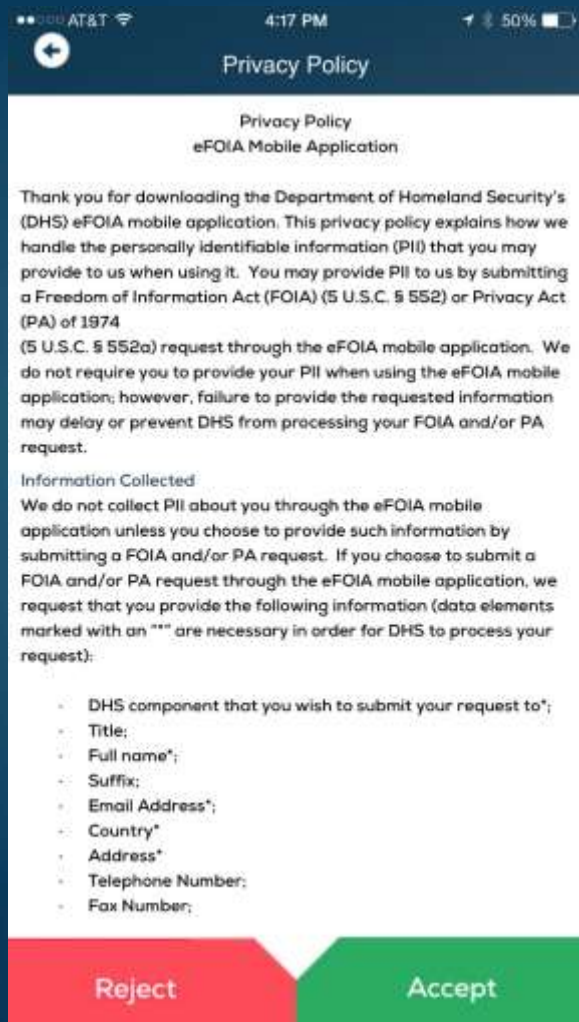 AT&T 4:17 PM 50%
Privacy Policy
Privacy Policy
eFOIA Mobile Application
Thank you for downloading the Department of Homeland Security's
(DHS) eFOIA mobile application. This privacy policy explains how we
handle the personally identifiable information (PII) that you may
provide to us when using it.  You may provide PII to us by submitting
a Freedom of Information Act (FOIA) (5 U.S.C. § 552) or Privacy Act
(PA) of 1974
(5 U.S.C. § 552a) request through the eFOIA mobile application.  We
do not require you to provide your PII when using the eFOIA mobile
application; however, failure to provide the requested information
may delay or prevent DHS from processing your FOIA and/or PA
request.
Information Collected
We do not collect PII about you through the eFOIA mobile
application unless you choose to provide such information by
submitting a FOIA and/or PA request.  If you choose to submit a
FOIA and/or PA request through the eFOIA mobile application, we
request that you provide the following information (data elements
marked with an "*" are necessary in order for DHS to process your
request):
· DHS component that you wish to submit your request to*;
· Title;
· Full name*;
· Suffix;
· Email Address*;
· Country*
· Address*
· Telephone Number;
· Fax Number;
Reject Accept